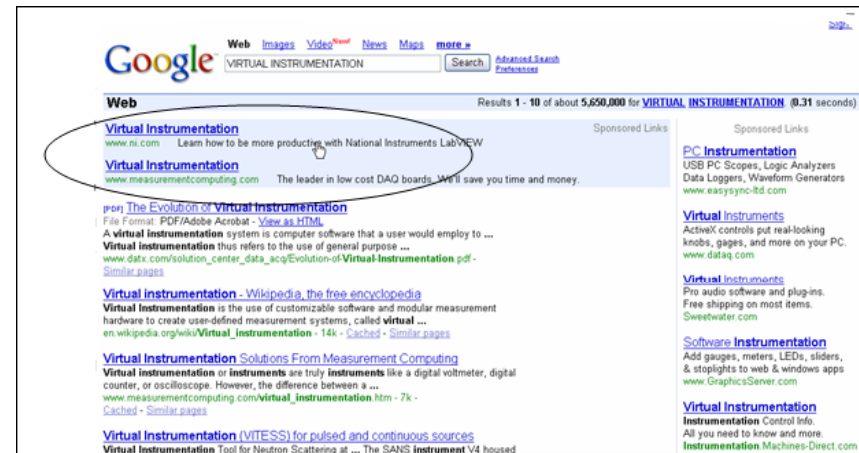 Google
Web Images Video New! News Maps more »
VIRTUAL INSTRUMENTATION Search Advanced Search
Preferences
Web Results 1 - 10 of about 5,650,000 for VIRTUAL INSTRUMENTATION. (0.31 seconds)
Virtual Instrumentation Sponsored Links
www.ni.com Learn how to be more productive with National Instruments LabVIEW
Virtual Instrumentation
www.measurementcomputing.com The leader in low cost DAQ boards. We'll save you time and money.
[PDF] The Evolution of Virtual Instrumentation
File Format: PDF/Adobe Acrobat - View as HTML
A virtual instrumentation system is computer software that a user would employ to ...
Virtual instrumentation thus refers to the use of general purpose ...
www.datx.com/solution_center_data_acq/Evolution-of-Virtual-Instrumentation.pdf -
Similar pages
Virtual instrumentation - Wikipedia, the free encyclopedia
Virtual Instrumentation is the use of customizable software and modular measurement
hardware to create user-defined measurement systems, called virtual ...
en.wikipedia.org/wiki/Virtual_instrumentation - 14k - Cached - Similar pages
Virtual Instrumentation Solutions From Measurement Computing
Virtual instrumentation or instruments are truly instruments like a digital voltmeter, digital
counter, or oscilloscope. However, the difference between a ...
www.measurementcomputing.com/virtual_instrumentation.htm - 7k -
Cached - Similar pages
Virtual Instrumentation (VITESS) for pulsed and continuous sources
Virtual Instrumentation Tool for Neutron Scattering at ... The SANS instrument V4 housed
Sponsored Links
PC Instrumentation
USB PC Scopes, Logic Analyzers
Data Loggers, Waveform Generators
www.easysync-ltd.com
Virtual Instruments
ActiveX controls put real-looking
knobs, gages, and more on your PC.
www.dataq.com
Virtual Instruments
Pro audio software and plug-ins.
Free shipping on most items.
Sweetwater.com
Software Instrumentation
Add gauges, meters, LEDs, sliders,
& stoplights to web & windows apps
www.GraphicsServer.com
Virtual Instrumentation
Instrumentation Control Info.
All you need to know and more.
Instrumentation.Machines-Direct.com